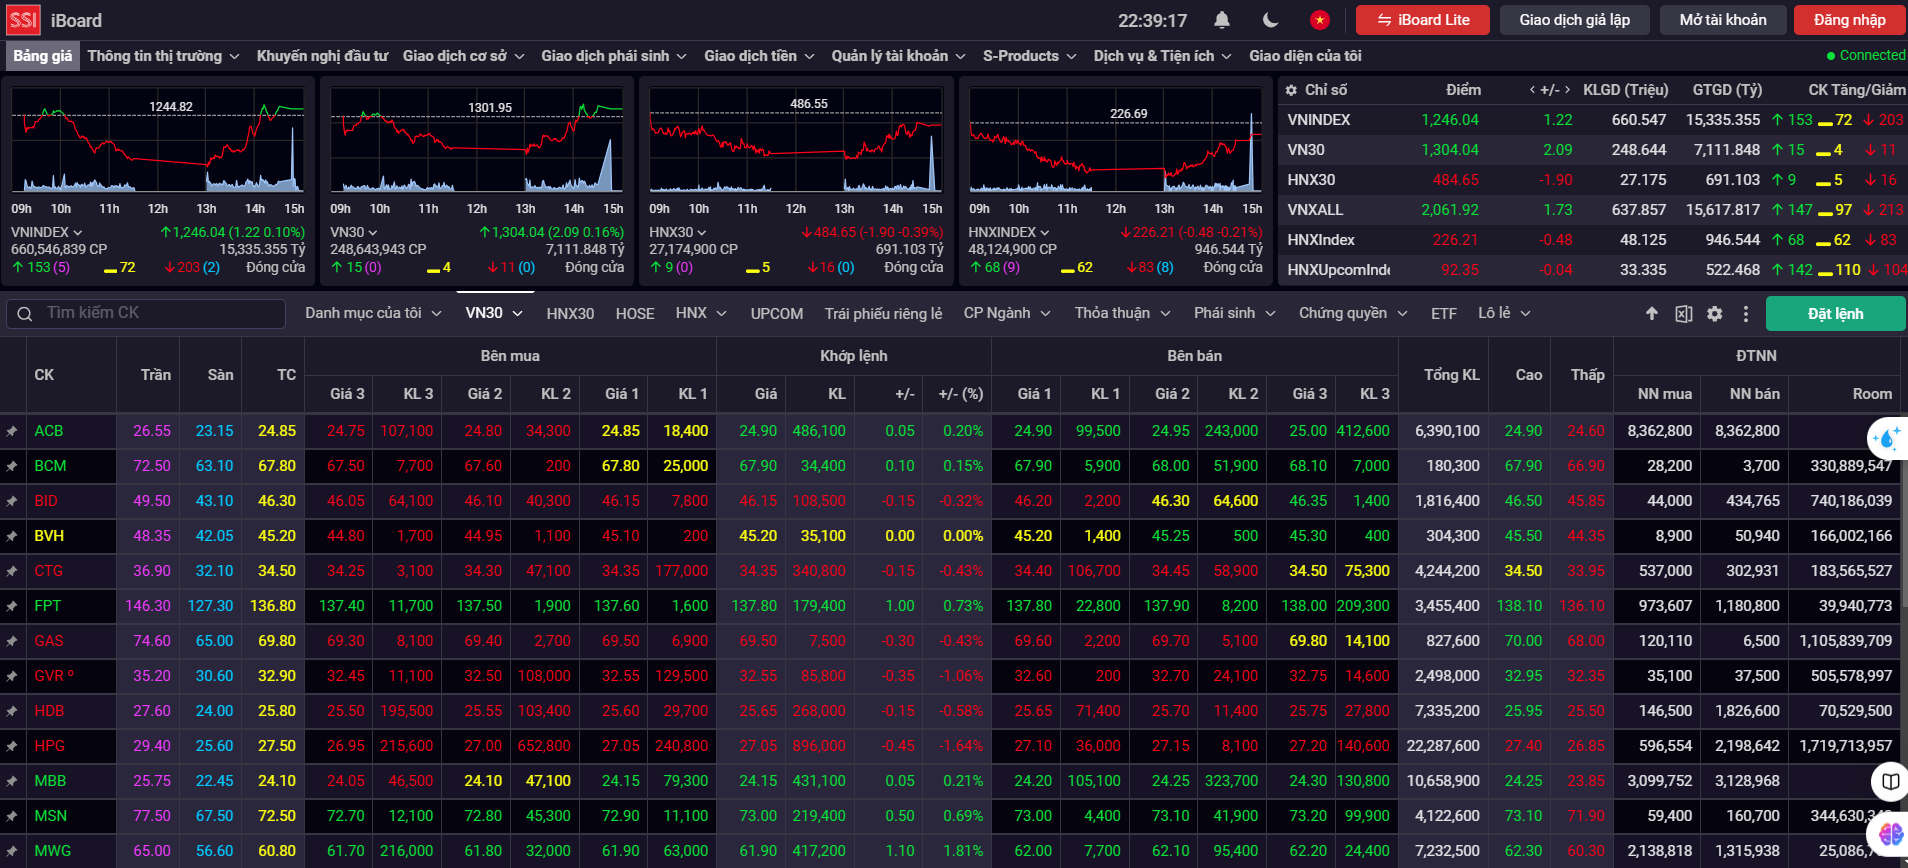 SSI iBoard 22:39:17 iBoard Lite Giao dịch giả lập Mở tài khoản Đăng nhập
Bảng giá Thông tin thị trường Khuyến nghị đầu tư Giao dịch cơ sở Giao dịch phái sinh Giao dịch tiền Quản lý tài khoản S-Products Dịch vụ & Tiện ích Giao diện của tôi Connected
1244.82
09h 10h 11h 12h 13h 14h 15h
VNINDEX ↑1,246.04 (1.22 0.10%)
660,546,839 CP 15,335.355 Tỷ
↑ 153 (5) 72 ↓203 (2) Đóng cửa
1301.95
09h 10h 11h 12h 13h 14h 15h
VN30 ↑1,304.04 (2.09 0.16%)
248,643,943 CP 7,111.848 Tỷ
↑ 15 (0) 4 ↓11 (0) Đóng cửa
486.55
09h 10h 11h 12h 13h 14h 15h
HNX30 ↓484.65 (-1.90 -0.39%)
27,174,900 CP 691.103 Tỷ
↑ 9 (0) 5 ↓16 (0) Đóng cửa
226.69
09h 10h 11h 12h 13h 14h 15h
HNXINDEX ↓226.21 (-0.48 -0.21%)
48,124,900 CP 946.544 Tỷ
↑ 68 (9) 62 ↓83 (8) Đóng cửa
Chỉ số Điểm ‹ +/- › KLGD (Triệu) GTGD (Tỷ) CK Tăng/Giảm
VNINDEX 1,246.04 1.22 660.547 15,335.355 ↑ 153 72 ↓ 203
VN30 1,304.04 2.09 248.644 7,111.848 ↑ 15 4 ↓ 11
HNX30 484.65 -1.90 27.175 691.103 ↑ 9 5 ↓ 16
VNXALL 2,061.92 1.73 637.857 15,617.817 ↑ 147 97 ↓ 213
HNXIndex 226.21 -0.48 48.125 946.544 ↑ 68 62 ↓ 83
HNXUpcomInde 92.35 -0.04 33.335 522.468 ↑ 142 110 ↓ 104
Tìm kiếm CK Danh mục của tôi VN30 HNX30 HOSE HNX UPCOM Trái phiếu riêng lẻ CP Ngành Thỏa thuận Phái sinh Chứng quyền ETF Lô lẻ Đặt lệnh
CK Trần Sàn TC Bên mua Khớp lệnh Bên bán Tổng KL Cao Thấp ĐTNN
Giá 3 KL 3 Giá 2 KL 2 Giá 1 KL 1 Giá KL +/- +/- (%) Giá 1 KL 1 Giá 2 KL 2 Giá 3 KL 3 NN mua NN bán Room
ACB 26.55 23.15 24.85 24.75 107,100 24.80 34,300 24.85 18,400 24.90 486,100 0.05 0.20% 24.90 99,500 24.95 243,000 25.00 412,600 6,390,100 24.90 24.60 8,362,800 8,362,800
BCM 72.50 63.10 67.80 67.50 7,700 67.60 200 67.80 25,000 67.90 34,400 0.10 0.15% 67.90 5,900 68.00 51,900 68.10 7,000 180,300 67.90 66.90 28,200 3,700 330,889,547
BID 49.50 43.10 46.30 46.05 64,100 46.10 40,300 46.15 7,800 46.15 108,500 -0.15 -0.32% 46.20 2,200 46.30 64,600 46.35 1,400 1,816,400 46.50 45.85 44,000 434,765 740,186,039
BVH 48.35 42.05 45.20 44.80 1,700 44.95 1,100 45.10 200 45.20 35,100 0.00 0.00% 45.20 1,400 45.25 500 45.30 400 304,300 45.50 44.35 8,900 50,940 166,002,166
CTG 36.90 32.10 34.50 34.25 3,100 34.30 47,100 34.35 177,000 34.35 340,800 -0.15 -0.43% 34.40 106,700 34.45 58,900 34.50 75,300 4,244,200 34.50 33.95 537,000 302,931 183,565,527
FPT 146.30 127.30 136.80 137.40 11,700 137.50 1,900 137.60 1,600 137.80 179,400 1.00 0.73% 137.80 22,800 137.90 8,200 138.00 209,300 3,455,400 138.10 136.10 973,607 1,180,800 39,940,773
GAS 74.60 65.00 69.80 69.30 8,100 69.40 2,700 69.50 6,900 69.50 7,500 -0.30 -0.43% 69.60 2,200 69.70 5,100 69.80 14,100 827,600 70.00 68.00 120,110 6,500 1,105,839,709
GVR º 35.20 30.60 32.90 32.45 11,100 32.50 108,000 32.55 129,500 32.55 85,800 -0.35 -1.06% 32.60 200 32.70 24,100 32.75 14,600 2,498,000 32.95 32.35 35,100 37,500 505,578,997
HDB 27.60 24.00 25.80 25.50 195,500 25.55 103,400 25.60 29,700 25.65 268,000 -0.15 -0.58% 25.65 71,400 25.70 11,400 25.75 27,800 7,335,200 25.95 25.50 146,500 1,826,600 70,529,500
HPG 29.40 25.60 27.50 26.95 215,600 27.00 652,800 27.05 240,800 27.05 896,000 -0.45 -1.64% 27.10 36,000 27.15 8,100 27.20 140,600 22,287,600 27.40 26.85 596,554 2,198,642 1,719,713,957
MBB 25.75 22.45 24.10 24.05 46,500 24.10 47,100 24.15 79,300 24.15 431,100 0.05 0.21% 24.20 105,100 24.25 323,700 24.30 130,800 10,658,900 24.25 23.85 3,099,752 3,128,968
MSN 77.50 67.50 72.50 72.70 12,100 72.80 45,300 72.90 11,100 73.00 219,400 0.50 0.69% 73.00 4,400 73.10 41,900 73.20 99,900 4,122,600 73.10 71.90 59,400 160,700 344,630,3
MWG 65.00 56.60 60.80 61.70 216,000 61.80 32,000 61.90 63,000 61.90 417,200 1.10 1.81% 62.00 7,700 62.10 95,400 62.20 24,400 7,232,500 62.30 60.30 2,138,818 1,315,938 25,086,